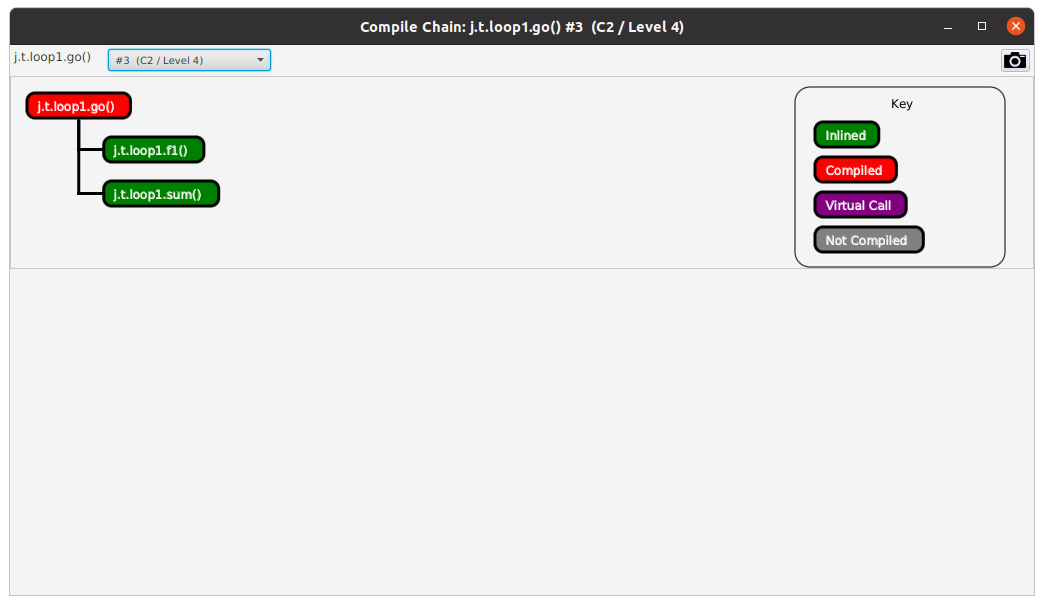 Compile Chain: j.t.loop1.go() #3  (C2 / Level 4)
j.t.loop1.go()
#3  (C2 / Level 4)
j.t.loop1.go()
j.t.loop1.f1()
j.t.loop1.sum()
Key
Inlined
Compiled
Virtual Call
Not Compiled